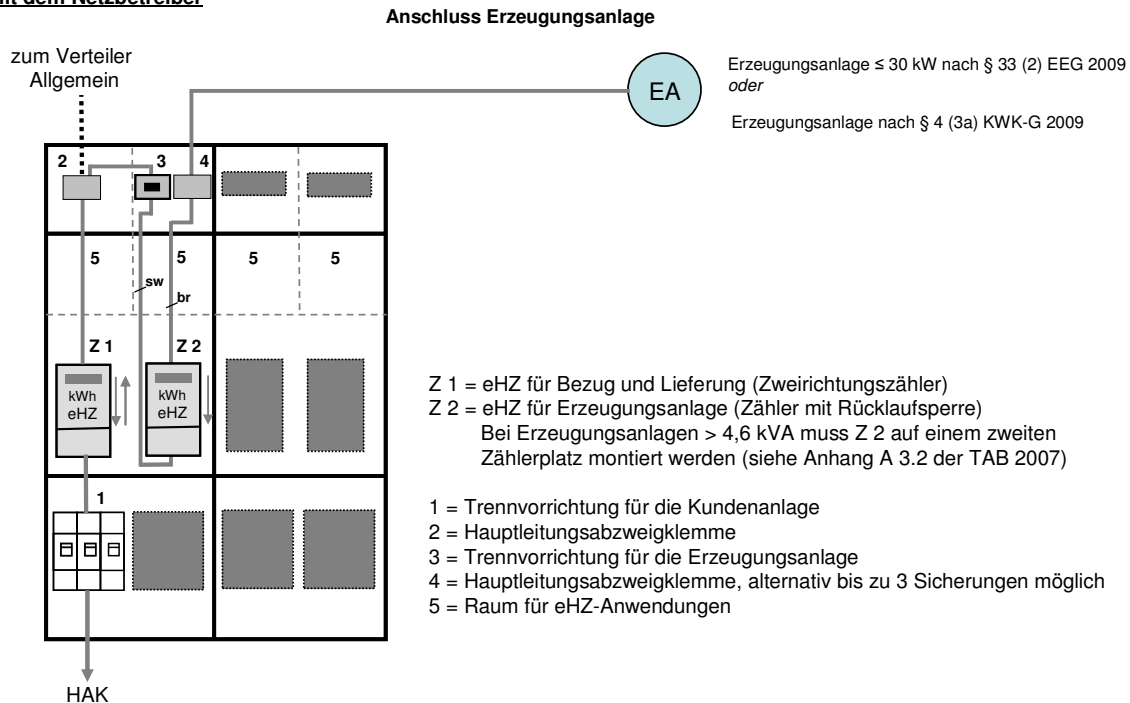 mit dem Netzbetreiber
Anschluss Erzeugungsanlage
zum Verteiler
Allgemein
EA
Erzeugungsanlage ≤ 30 kW nach § 33 (2) EEG 2009
oder
Erzeugungsanlage nach § 4 (3a) KWK-G 2009
2 3 4
5 5 5 5
sw
br
Z 1 Z 2
kWh
eHZ
kWh
eHZ
Z 1 = eHZ für Bezug und Lieferung (Zweirichtungszähler)
Z 2 = eHZ für Erzeugungsanlage (Zähler mit Rücklaufsperre)
Bei Erzeugungsanlagen > 4,6 kVA muss Z 2 auf einem zweiten
Zählerplatz montiert werden (siehe Anhang A 3.2 der TAB 2007)
1
1 = Trennvorrichtung für die Kundenanlage
2 = Hauptleitungsabzweigklemme
3 = Trennvorrichtung für die Erzeugungsanlage
4 = Hauptleitungsabzweigklemme, alternativ bis zu 3 Sicherungen möglich
5 = Raum für eHZ-Anwendungen
HAK